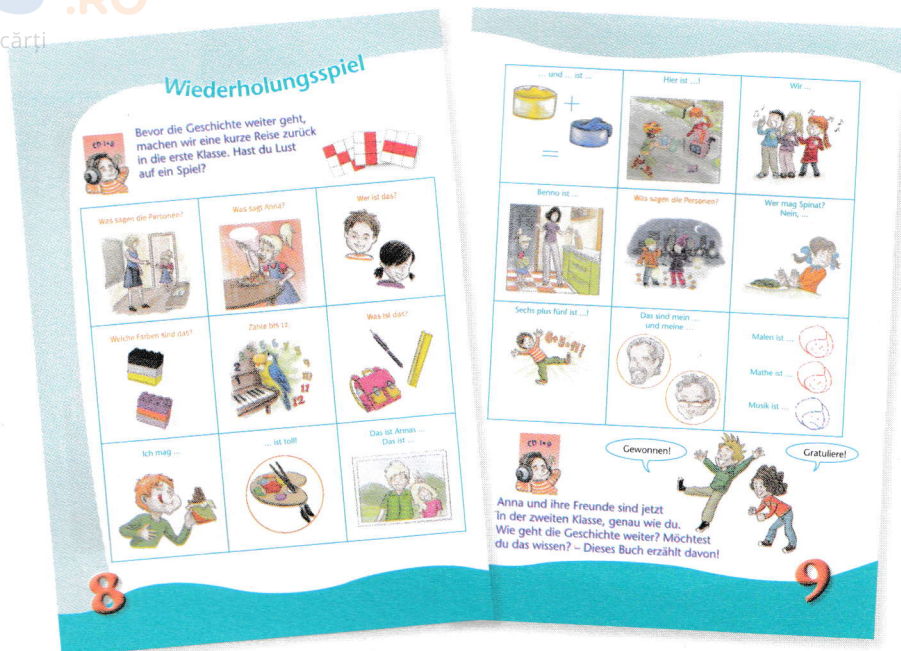 .RO
cărți
Wiederholungsspiel
CD 1•8
Bevor die Geschichte weiter geht,
machen wir eine kurze Reise zurück
in die erste Klasse. Hast du Lust
auf ein Spiel?
Was sagen die Personen?
Was sagt Anna?
Wer ist das?
Welche Farben sind das?
Zähle bis 12.
Was ist das?
Ich mag ...
... ist toll!
Das ist Annas ...
Das ist ...
8
... und ... ist ...
Hier ist ...!
Wir ...
Benno ist ...
Was sagen die Personen?
Wer mag Spinat?
Nein, ...
Sechs plus fünf ist ...!
6+5=11!
Das sind mein ...
und meine ...
Malen ist ...
Mathe ist ...
Musik ist ...
CD 1•9
Gewonnen!
Gratuliere!
Anna und ihre Freunde sind jetzt
In der zweiten Klasse, genau wie du.
Wie geht die Geschichte weiter? Möchtest
du das wissen? – Dieses Buch erzählt davon!
9